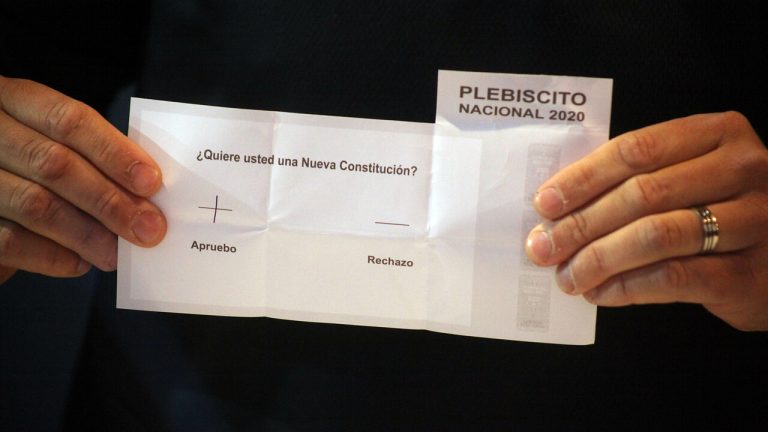 PLEBISCITO
NACIONAL 2020
¿Quiere usted una Nueva Constitución?
Apruebo
Rechazo